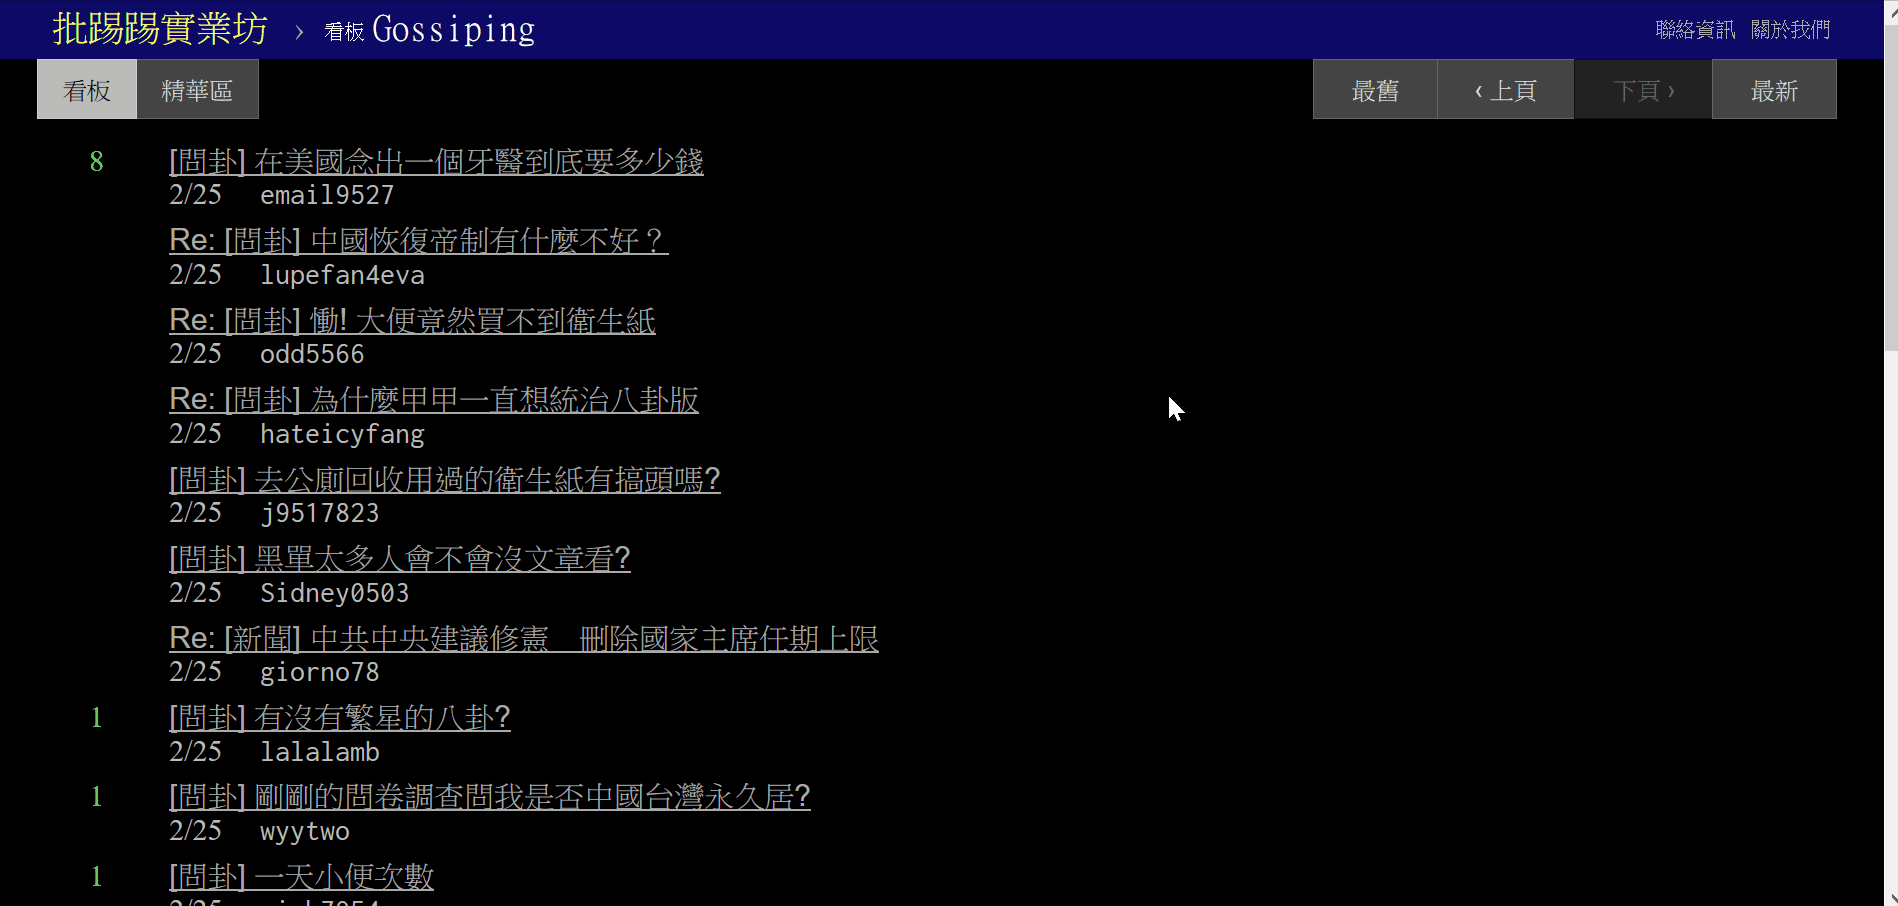 批踢踢實業坊 › 看板 Gossiping 聯絡資訊 關於我們
看板 精華區 最舊 ‹ 上頁 下頁 › 最新
8 [問卦] 在美國念出一個牙醫到底要多少錢
2/25 email9527
Re: [問卦] 中國恢復帝制有什麼不好？
2/25 lupefan4eva
Re: [問卦] 慟! 大便竟然買不到衛生紙
2/25 odd5566
Re: [問卦] 為什麼甲甲一直想統治八卦版
2/25 hateicyfang
[問卦] 去公廁回收用過的衛生紙有搞頭嗎?
2/25 j9517823
[問卦] 黑單太多人會不會沒文章看?
2/25 Sidney0503
Re: [新聞] 中共中央建議修憲　刪除國家主席任期上限
2/25 giorno78
1 [問卦] 有沒有繁星的八卦?
2/25 lalalamb
1 [問卦] 剛剛的問卷調查問我是否中國台灣永久居?
2/25 wyytwo
1 [問卦] 一天小便次數
2/25